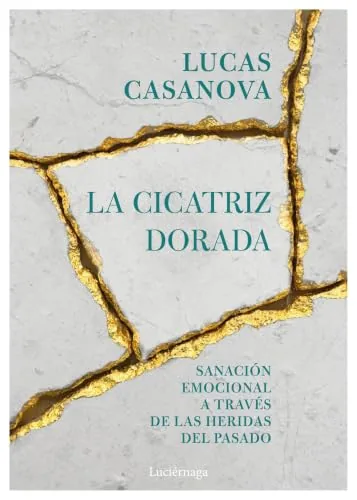 LUCAS
CASANOVA
LA CICATRIZ
DORADA
SANACIÓN
EMOCIONAL
A TRAVÉS
DE LAS HERIDAS
DEL PASADO
Luciérnaga